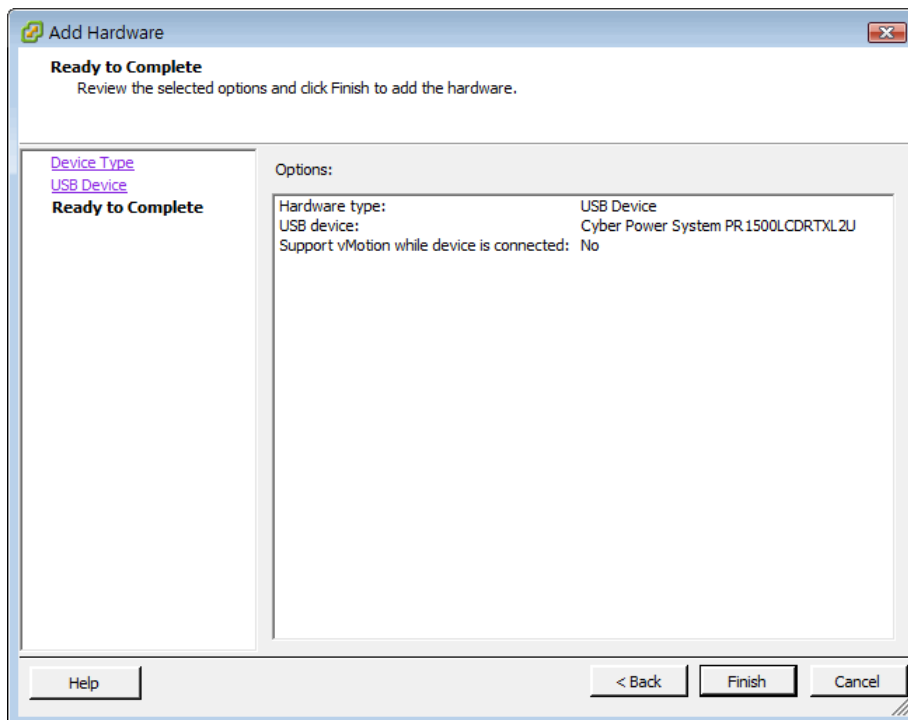 Add Hardware
Ready to Complete
Review the selected options and click Finish to add the hardware.
Device Type
USB Device
Ready to Complete
Options:
Hardware type: USB Device
USB device: Cyber Power System PR1500LCDRTXL2U
Support vMotion while device is connected: No
Help
< Back
Finish
Cancel